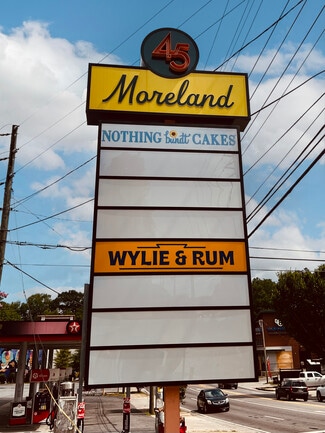 45
Moreland
NOTHING bundt CAKES
WYLIE & RUM